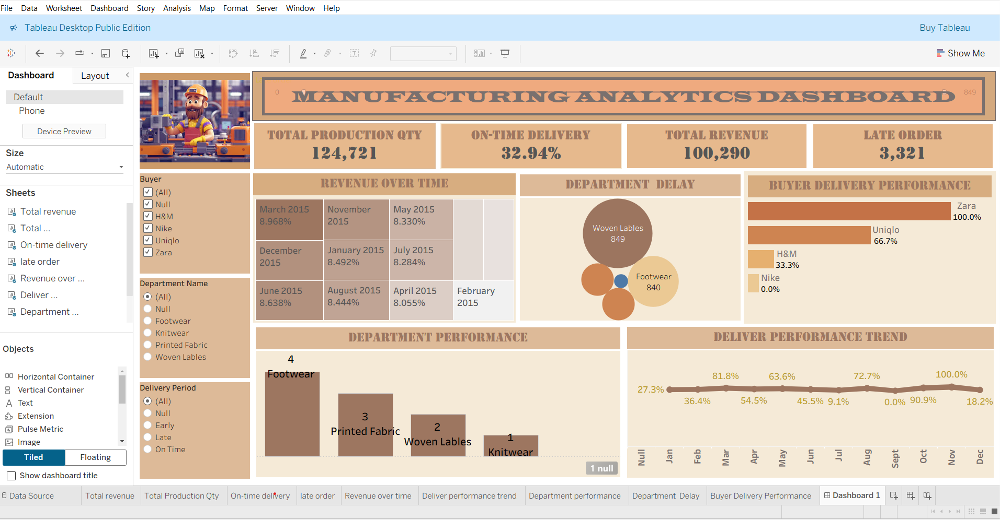 File Data Worksheet Dashboard Story Analysis Map Format Server Window Help
Tableau Desktop Public Edition
Buy Tableau
Show Me
Dashboard
Layout
Default
Phone
Device Preview
Size
Automatic
Sheets
Total revenue
Total ...
On-time delivery
late order
Revenue over ...
Deliver ...
Department ...
Objects
Horizontal Container
Vertical Container
Text
Extension
Pulse Metric
Image
Tiled
Floating
Show dashboard title
0
MANUFACTURING ANALYTICS DASHBOARD
849
TOTAL PRODUCTION QTY
124,721
ON-TIME DELIVERY
32.94%
TOTAL REVENUE
100,290
LATE ORDER
3,321
Buyer
(All)
Null
H&M
Nike
Uniqlo
Zara
Department Name
(All)
Null
Footwear
Knitwear
Printed Fabric
Woven Lables
Delivery Period
(All)
Null
Early
Late
On Time
REVENUE OVER TIME
March 2015
8.968%
December
2015
June 2015
8.638%
November
2015
January 2015
8.492%
August 2015
8.444%
May 2015
8.330%
July 2015
8.284%
April 2015
8.055%
February
2015
DEPARTMENT DELAY
Woven Lables
849
Footwear
840
BUYER DELIVERY PERFORMANCE
Zara
100.0%
Uniqlo
66.7%
H&M
33.3%
Nike
0.0%
DEPARTMENT PERFORMANCE
4
Footwear
3
Printed Fabric
2
Woven Lables
1
Knitwear
1 null
DELIVER PERFORMANCE TREND
27.3%
36.4%
81.8%
54.5%
63.6%
45.5%
9.1%
72.7%
0.0%
90.9%
100.0%
18.2%
Null
Jan
Feb
Mar
Apr
May
Jun
Jul
Aug
Sept
Oct
Nov
Dec
Data Source
Total revenue
Total Production Qty
On-time delivery
late order
Revenue over time
Deliver performance trend
Department performance
Department Delay
Buyer Delivery Performance
Dashboard 1